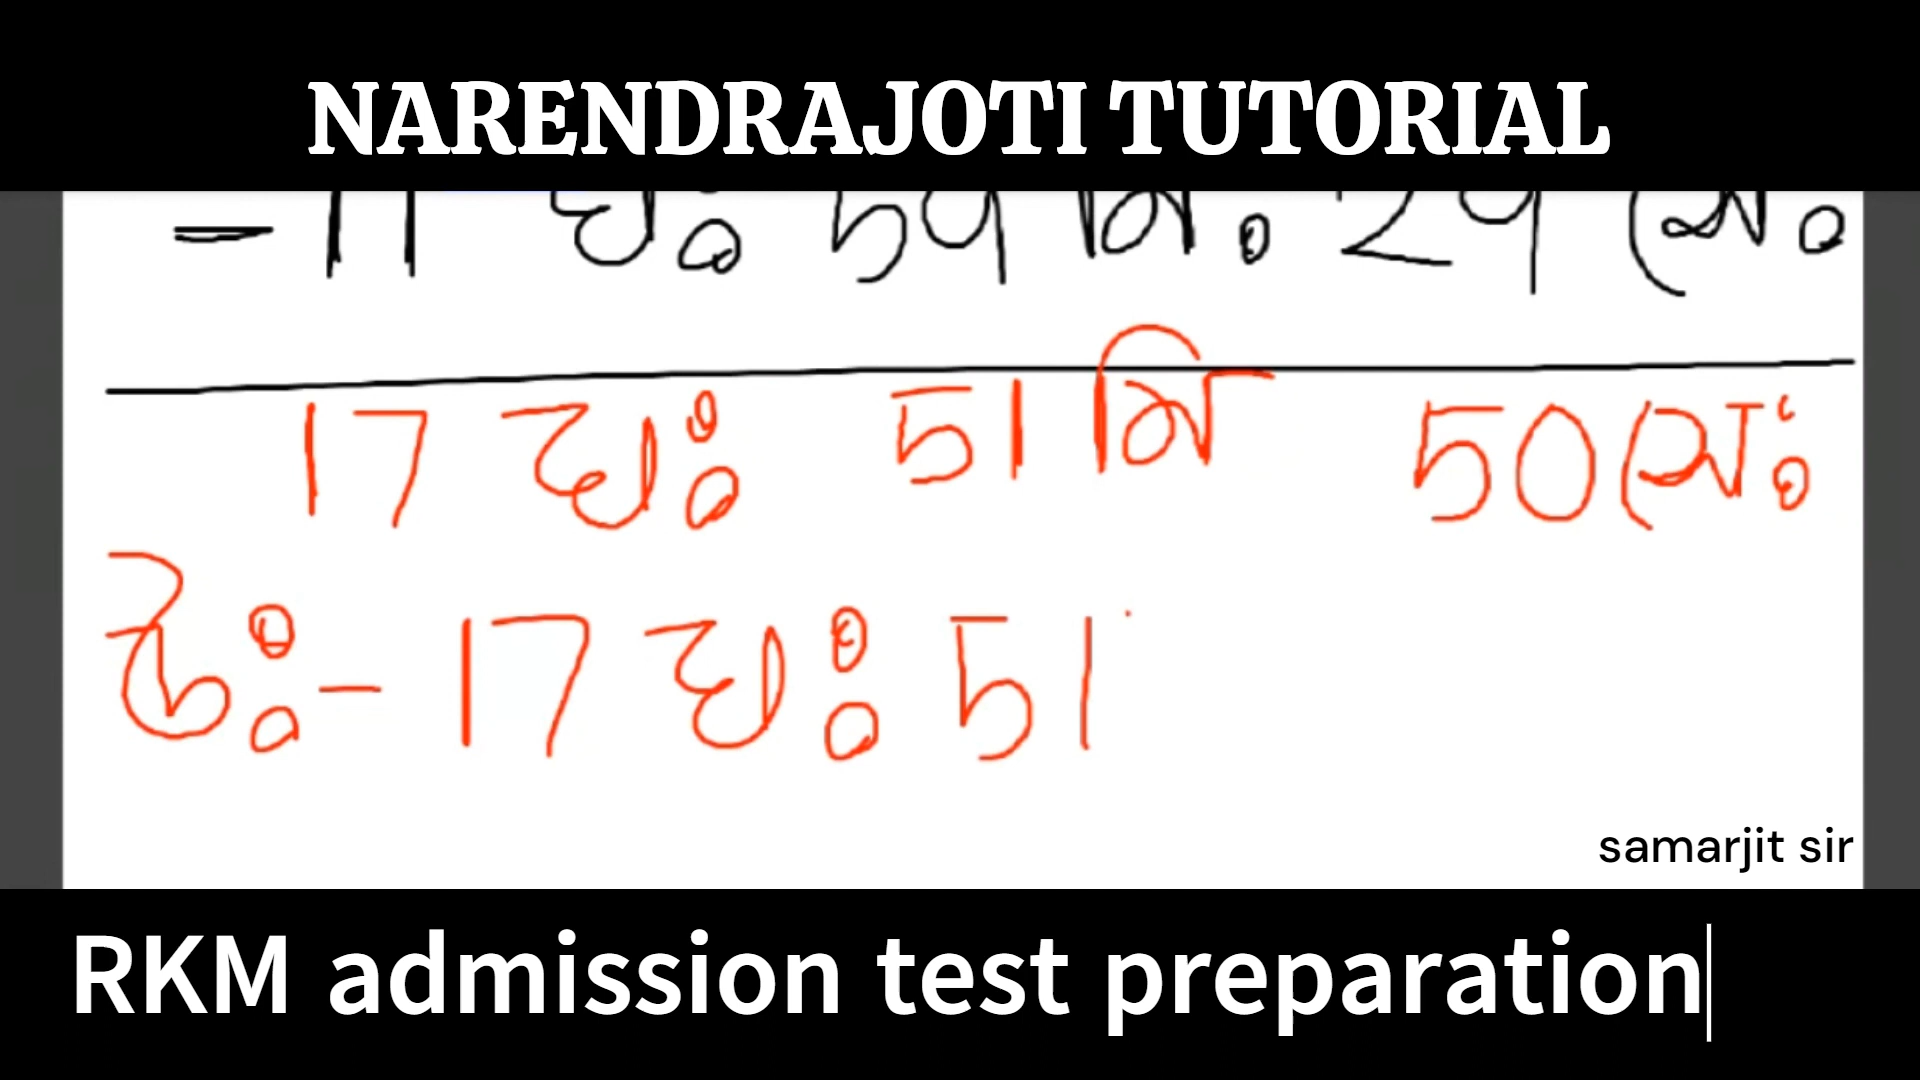 NARENDRAJOTI TUTORIAL
- 11 ঘঃ 59 মি. 29 সে.
17 ঘঃ 51 মি 50 সেঃ
উঃ- 17 ঘঃ 51
samarjit sir
RKM admission test preparation